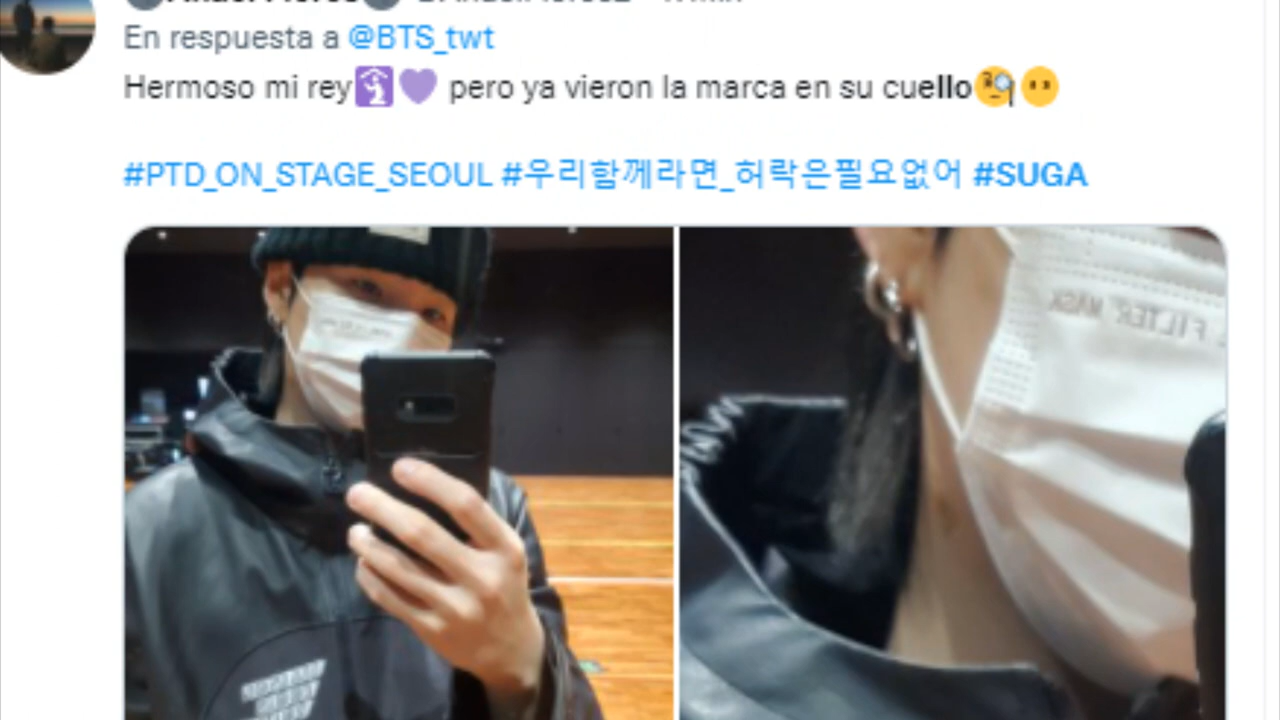 En respuesta a @BTS_twt
Hermoso mi rey🛐💜 pero ya vieron la marca en su cuello🧐😶
#PTD_ON_STAGE_SEOUL #우리함께라면_허락은필요없어 #SUGA
FILTER MASK